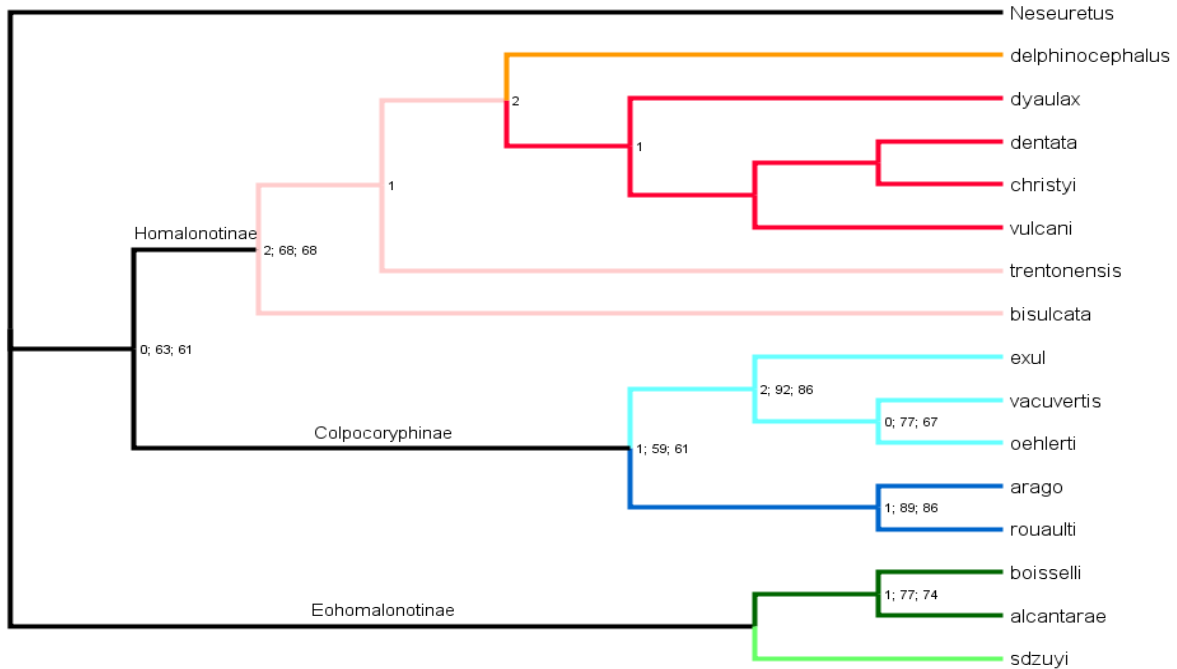 Neseuretus
delphinocephalus
2
dyaulax
dentata
1
christyi
1
vulcani
Homalonotinae
2; 68; 68
trentonensis
bisulcata
0; 63; 61
exul
2; 92; 86
vacuvertis
0; 77; 67
Colpocoryphinae
oehlerti
1; 59; 61
arago
1; 89; 86
rouaulti
boisselli
1; 77; 74
Eohomalonotinae
alcantarae
sdzuyi